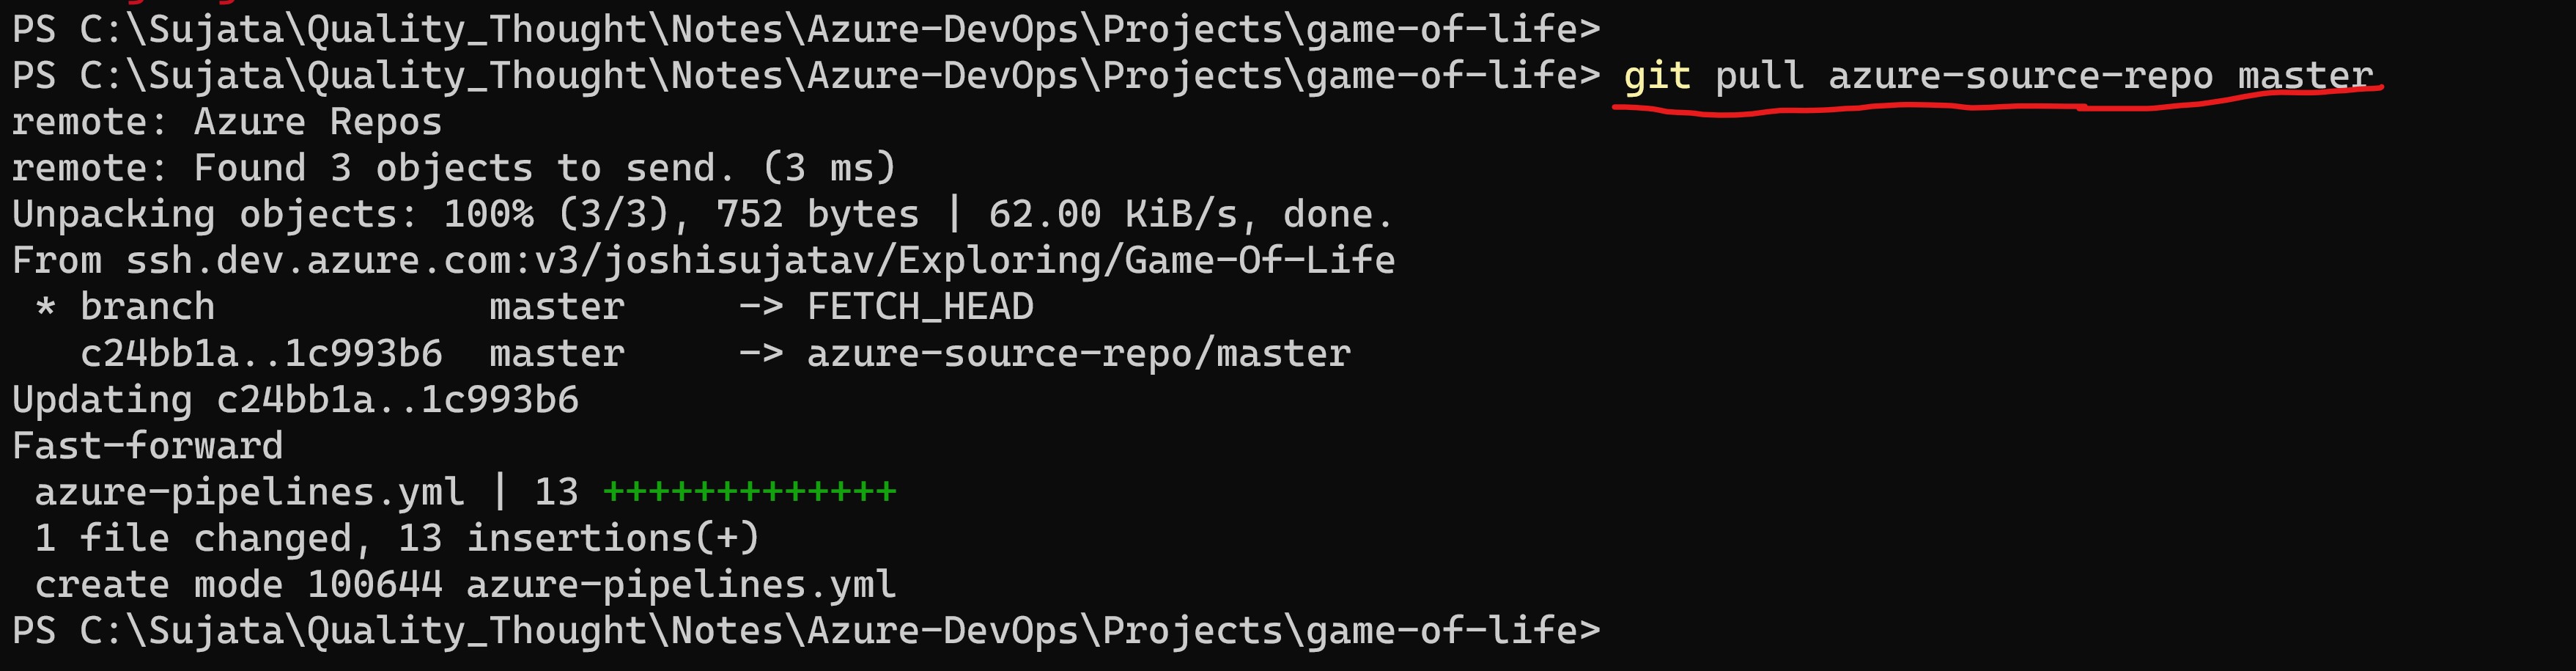 PS C:\Sujata\Quality_Thought\Notes\Azure-DevOps\Projects\game-of-life>
PS C:\Sujata\Quality_Thought\Notes\Azure-DevOps\Projects\game-of-life> git pull azure-source-repo master
remote: Azure Repos
remote: Found 3 objects to send. (3 ms)
Unpacking objects: 100% (3/3), 752 bytes | 62.00 KiB/s, done.
From ssh.dev.azure.com:v3/joshisujatav/Exploring/Game-Of-Life
 * branch            master     -> FETCH_HEAD
   c24bb1a..1c993b6  master     -> azure-source-repo/master
Updating c24bb1a..1c993b6
Fast-forward
 azure-pipelines.yml | 13 +++++++++++++
 1 file changed, 13 insertions(+)
 create mode 100644 azure-pipelines.yml
PS C:\Sujata\Quality_Thought\Notes\Azure-DevOps\Projects\game-of-life>